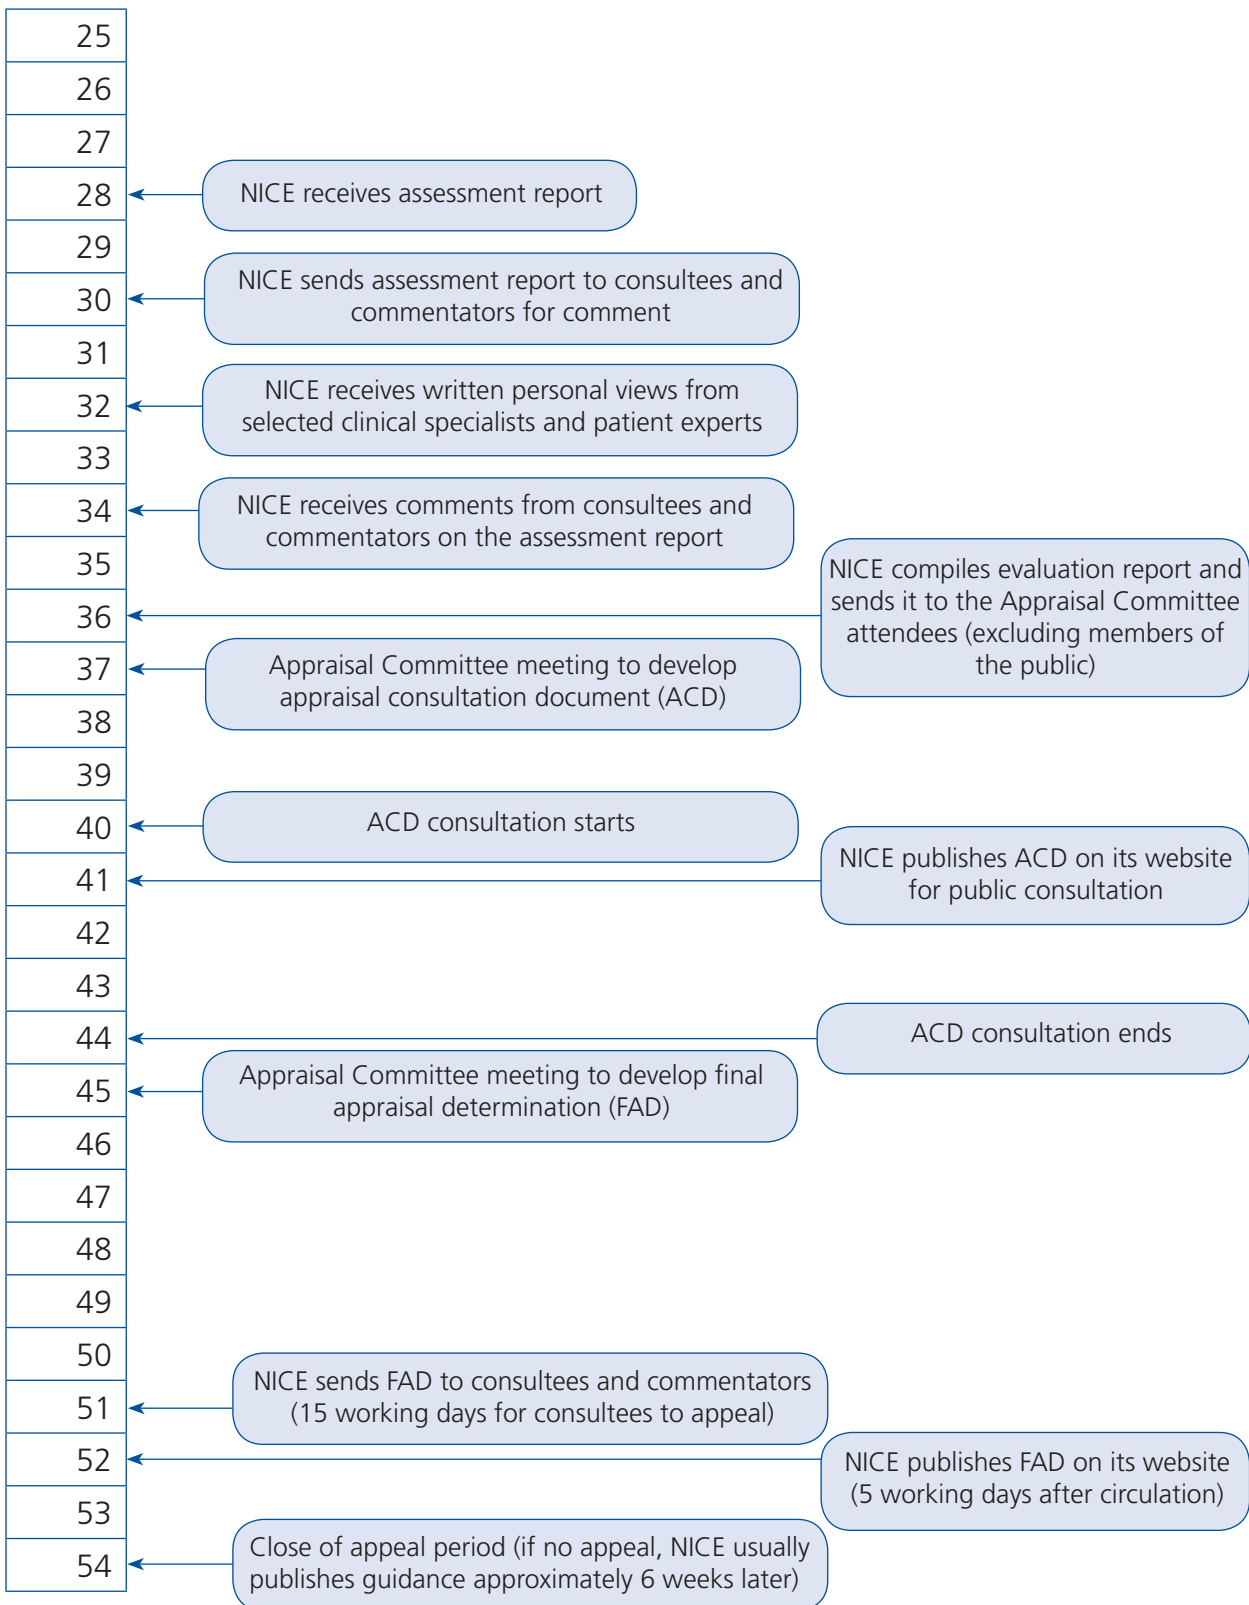 25
26
27
28
NICE receives assessment report
29
30
NICE sends assessment report to consultees and
commentators for comment
31
32
NICE receives written personal views from
selected clinical specialists and patient experts
33
34
NICE receives comments from consultees and
commentators on the assessment report
35
36
NICE compiles evaluation report and
sends it to the Appraisal Committee
attendees (excluding members of
the public)
37
Appraisal Committee meeting to develop
appraisal consultation document (ACD)
38
39
40
ACD consultation starts
41
NICE publishes ACD on its website
for public consultation
42
43
44
ACD consultation ends
45
Appraisal Committee meeting to develop final
appraisal determination (FAD)
46
47
48
49
50
51
NICE sends FAD to consultees and commentators
(15 working days for consultees to appeal)
52
NICE publishes FAD on its website
(5 working days after circulation)
53
54
Close of appeal period (if no appeal, NICE usually
publishes guidance approximately 6 weeks later)